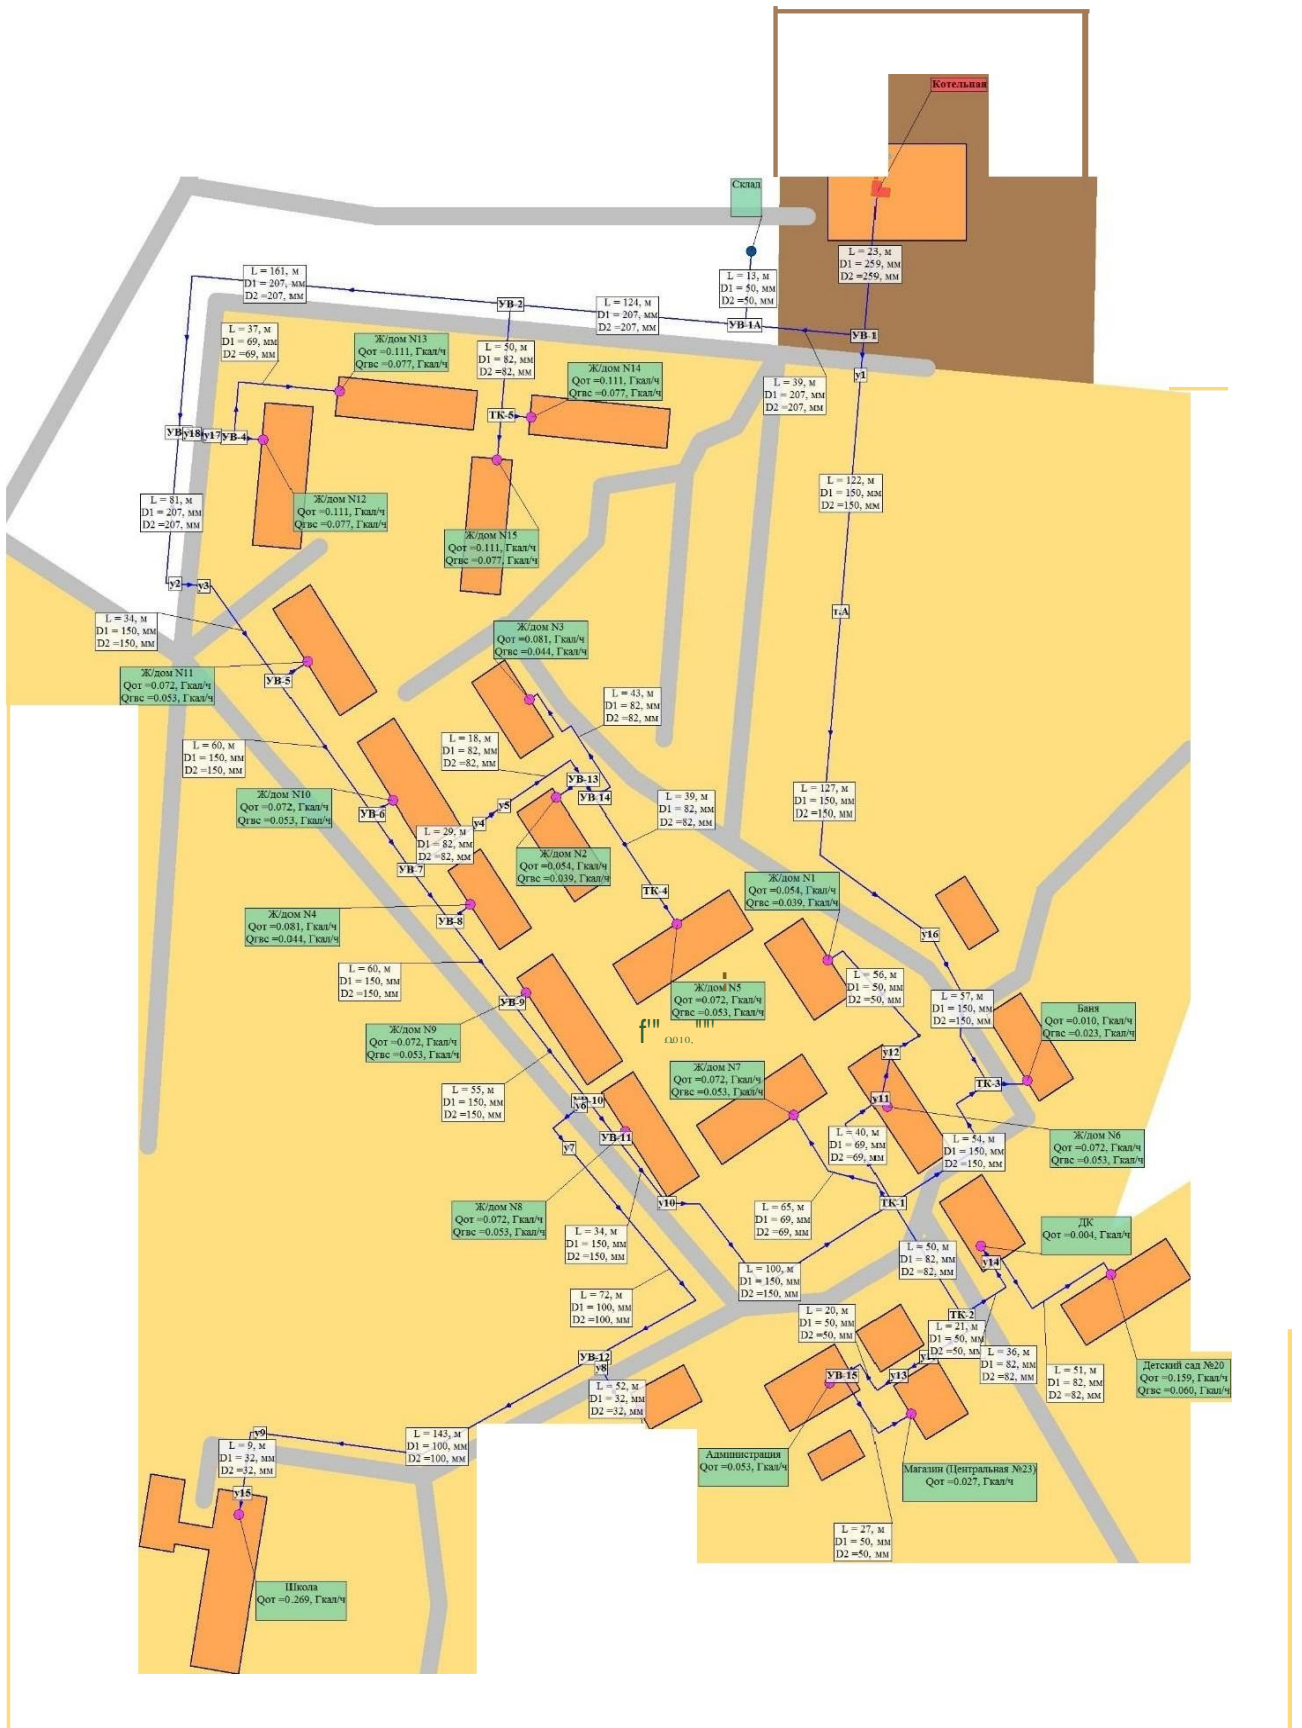 Котельная
Склад
L = 23, м
D1 = 259, мм
D2 =259, мм
L = 13, м
D1 = 50, мм
D2 =50, мм
L = 161, м
D1 = 207, мм
D2 =207, мм
УВ-2
L = 124, м
D1 = 207, мм
D2 =207, мм
УВ-1А
УВ-1
L = 37, м
D1 = 69, мм
D2 =69, мм
Ж/дом N13
Qот =0.111, Гкал/ч
Qгвс =0.077, Гкал/ч
L = 50, м
D1 = 82, мм
D2 =82, мм
Ж/дом N14
Qот =0.111, Гкал/ч
Qгвс =0.077, Гкал/ч
у1
L = 39, м
D1 = 207, мм
D2 =207, мм
ТК-5
УВ
у18
у17
УВ-4
L = 81, м
D1 = 207, мм
D2 =207, мм
Ж/дом N12
Qот =0.111, Гкал/ч
Qгвс =0.077, Гкал/ч
L = 122, м
D1 = 150, мм
D2 =150, мм
Ж/дом N15
Qот =0.111, Гкал/ч
Qгвс =0.077, Гкал/ч
у2
у3
т.А
L = 34, м
D1 = 150, мм
D2 =150, мм
Ж/дом N3
Qот =0.081, Гкал/ч
Qгвс =0.044, Гкал/ч
Ж/дом N11
Qот =0.072, Гкал/ч
Qгвс =0.053, Гкал/ч
УВ-5
L = 43, м
D1 = 82, мм
D2 =82, мм
L = 60, м
D1 = 150, мм
D2 =150, мм
L = 18, м
D1 = 82, мм
D2 =82, мм
УВ-13
УВ-14
L = 127, м
D1 = 150, мм
D2 =150, мм
Ж/дом N10
Qот =0.072, Гкал/ч
Qгвс =0.053, Гкал/ч
УВ-6
у5
у4
L = 39, м
D1 = 82, мм
D2 =82, мм
L = 29, м
D1 = 82, мм
D2 =82, мм
УВ-7
Ж/дом N2
Qот =0.054, Гкал/ч
Qгвс =0.039, Гкал/ч
Ж/дом N1
Qот =0.054, Гкал/ч
Qгвс =0.039, Гкал/ч
ТК-4
Ж/дом N4
Qот =0.081, Гкал/ч
Qгвс =0.044, Гкал/ч
УВ-8
у16
L = 60, м
D1 = 150, мм
D2 =150, мм
УВ-9
Ж/дом N5
Qот =0.072, Гкал/ч
Qгвс =0.053, Гкал/ч
L = 56, м
D1 = 50, мм
D2 =50, мм
L = 57, м
D1 = 150, мм
D2 =150, мм
Баня
Qот =0.010, Гкал/ч
Qгвс =0.023, Гкал/ч
Ж/дом N9
Qот =0.072, Гкал/ч
Qгвс =0.053, Гкал/ч
у12
Ж/дом N7
Qот =0.072, Гкал/ч
Qгвс =0.053, Гкал/ч
ТК-3
L = 55, м
D1 = 150, мм
D2 =150, мм
УВ-10
у6
у11
УВ-11
у7
L = 40, м
D1 = 69, мм
D2 =69, мм
L = 54, м
D1 = 150, мм
D2 =150, мм
Ж/дом N6
Qот =0.072, Гкал/ч
Qгвс =0.053, Гкал/ч
Ж/дом N8
Qот =0.072, Гкал/ч
Qгвс =0.053, Гкал/ч
у10
L = 65, м
D1 = 69, мм
D2 =69, мм
ТК-1
L = 34, м
D1 = 150, мм
D2 =150, мм
ДК
Qот =0.004, Гкал/ч
L = 50, м
D1 = 82, мм
D2 =82, мм
у14
L = 100, м
D1 = 150, мм
D2 =150, мм
L = 72, м
D1 = 100, мм
D2 =100, мм
L = 20, м
D1 = 50, мм
D2 =50, мм
ТК-2
L = 21, м
D1 = 50, мм
D2 =50, мм
L = 36, м
D1 = 82, мм
D2 =82, мм
L = 51, м
D1 = 82, мм
D2 =82, мм
Детский сад №20
Qот =0.159, Гкал/ч
Qгвс =0.060, Гкал/ч
УВ-12
у8
УВ-15
у13
L = 52, м
D1 = 32, мм
D2 =32, мм
у9
L = 9, м
D1 = 32, мм
D2 =32, мм
L = 143, м
D1 = 100, мм
D2 =100, мм
Администрация
Qот =0.053, Гкал/ч
Магазин (Центральная №23)
Qот =0.027, Гкал/ч
у15
L = 27, м
D1 = 50, мм
D2 =50, мм
Школа
Qот =0.269, Гкал/ч